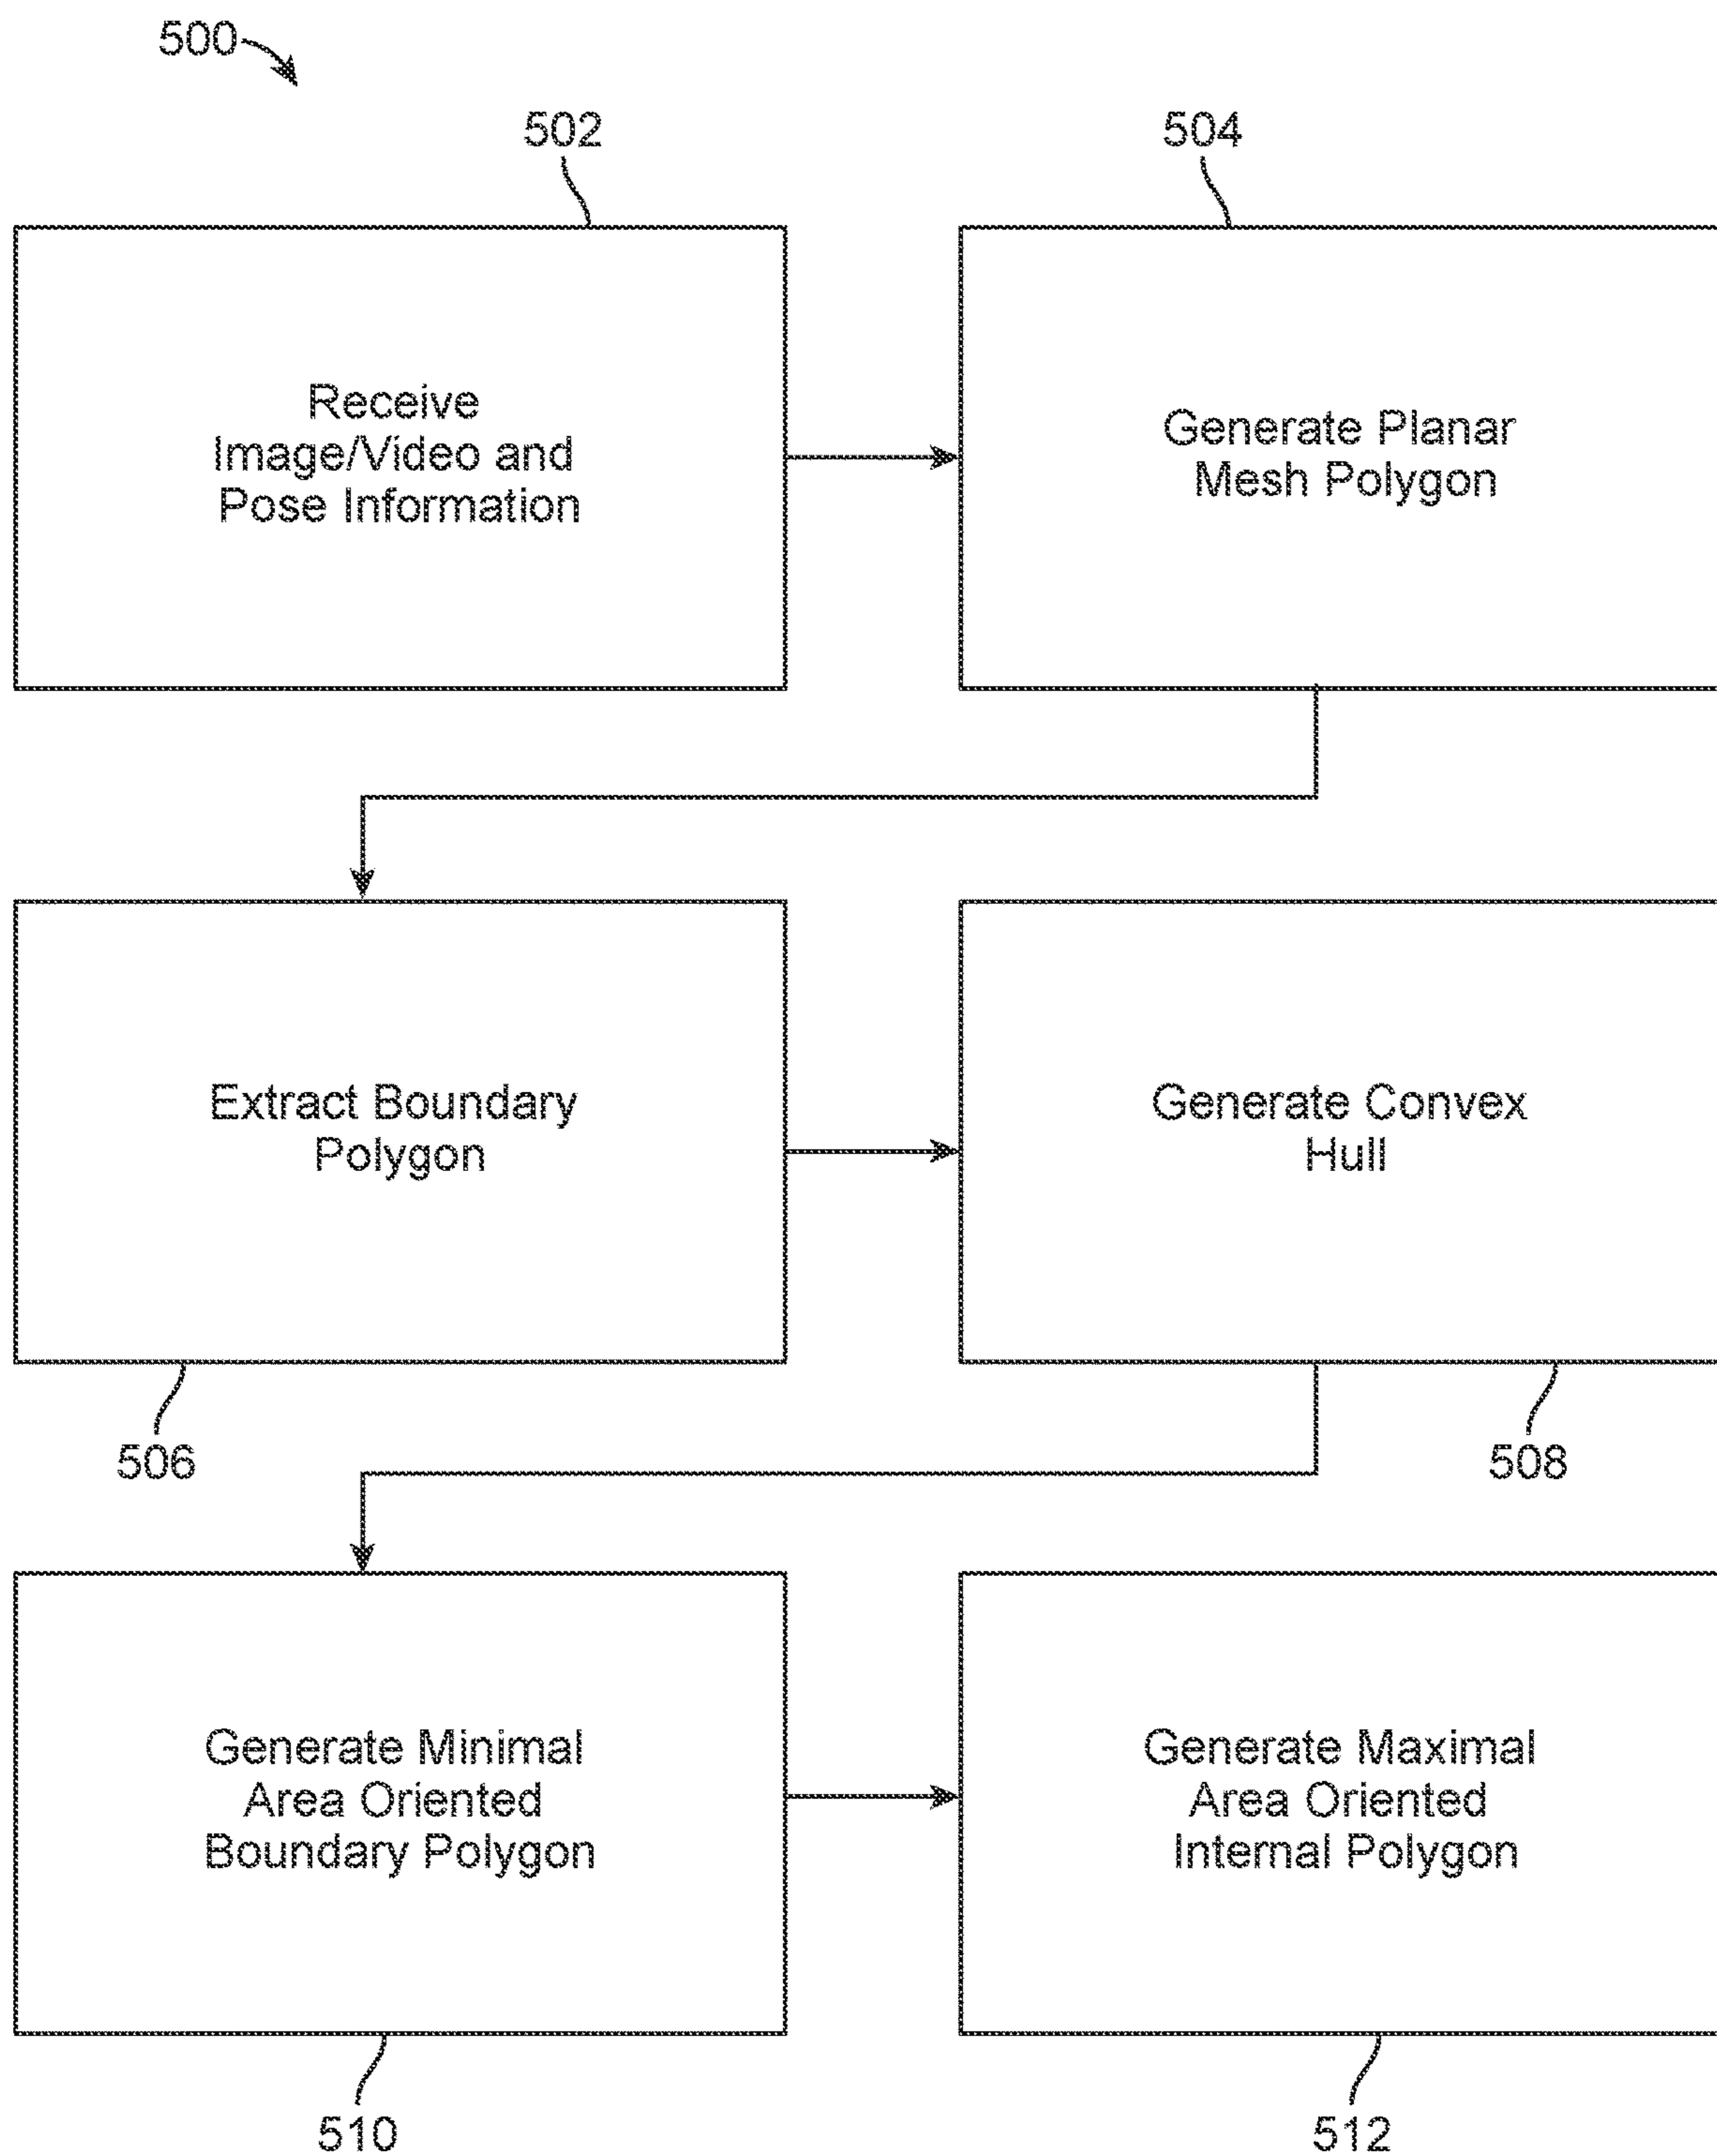 500
502
504
Receive
Image/Video and
Pose Information
Generate Planar
Mesh Polygon
Extract Boundary
Polygon
Generate Convex
Hull
506
508
Generate Minimal
Area Oriented
Boundary Polygon
Generate Maximal
Area Oriented
Internal Polygon
510
512